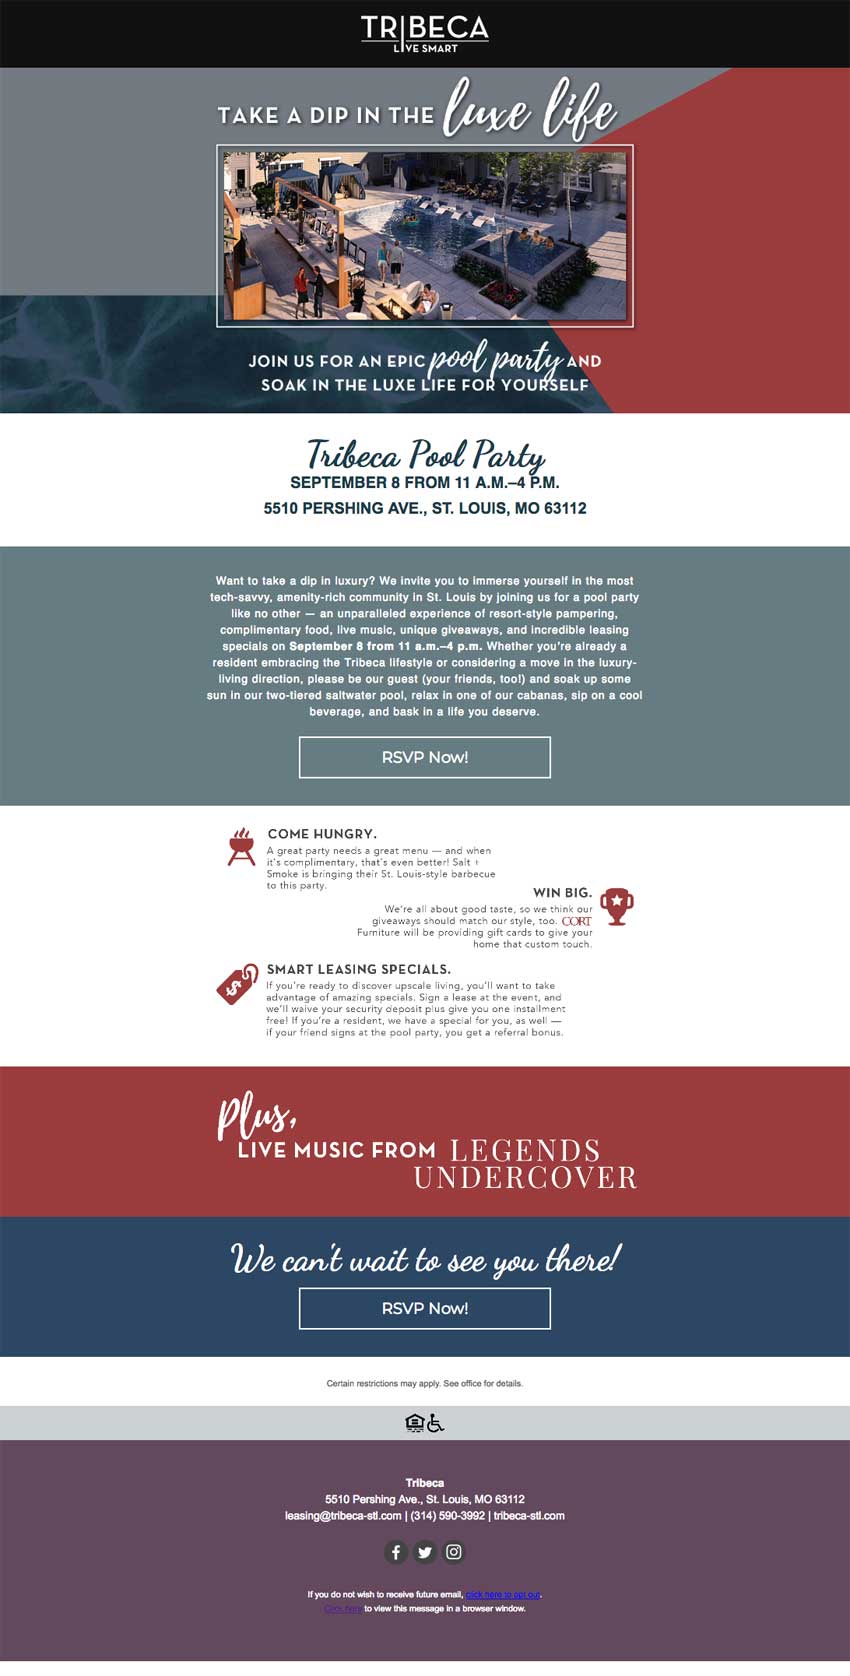 TRIBECA
LIVE SMART
TAKE A DIP IN THE luxe life
JOIN US FOR AN EPIC pool party AND
SOAK IN THE LUXE LIFE FOR YOURSELF
Tribeca Pool Party
SEPTEMBER 8 FROM 11 A.M.–4 P.M.
5510 PERSHING AVE., ST. LOUIS, MO 63112
Want to take a dip in luxury? We invite you to immerse yourself in the most
tech-savvy, amenity-rich community in St. Louis by joining us for a pool party
like no other — an unparalleled experience of resort-style pampering,
complimentary food, live music, unique giveaways, and incredible leasing
specials on September 8 from 11 a.m.–4 p.m. Whether you're already a
resident embracing the Tribeca lifestyle or considering a move in the luxury-
living direction, please be our guest (your friends, too!) and soak up some
sun in our two-tiered saltwater pool, relax in one of our cabanas, sip on a cool
beverage, and bask in a life you deserve.
RSVP Now!
COME HUNGRY.
A great party needs a great menu — and when
it's complimentary, that's even better! Salt +
Smoke is bringing their St. Louis-style barbecue
to this party.
WIN BIG.
We're all about good taste, so we think our
giveaways should match our style, too. CORT
Furniture will be providing gift cards to give your
home that custom touch.
SMART LEASING SPECIALS.
If you're ready to discover upscale living, you'll want to take
advantage of amazing specials. Sign a lease at the event, and
we'll waive your security deposit plus give you one installment
free! If you're a resident, we have a special for you, as well —
if your friend signs at the pool party, you get a referral bonus.
Plus,
LIVE MUSIC FROM LEGENDS
UNDERCOVER
We can't wait to see you there!
RSVP Now!
Certain restrictions may apply. See office for details.
Tribeca
5510 Pershing Ave., St. Louis, MO 63112
leasing@tribeca-stl.com | (314) 590-3992 | tribeca-stl.com
If you do not wish to receive future email, click here to opt out.
Click here to view this message in a browser window.